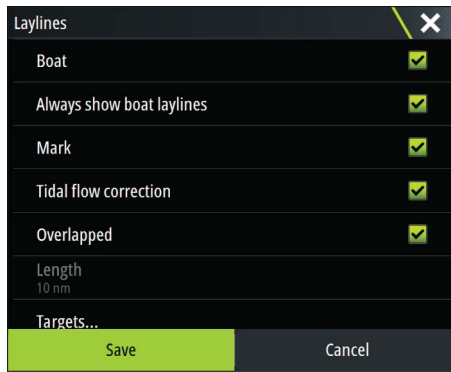 Laylines
Boat
Always show boat laylines
Mark
Tidal flow correction
Overlapped
Length
10 nm
Targets...
Save Cancel